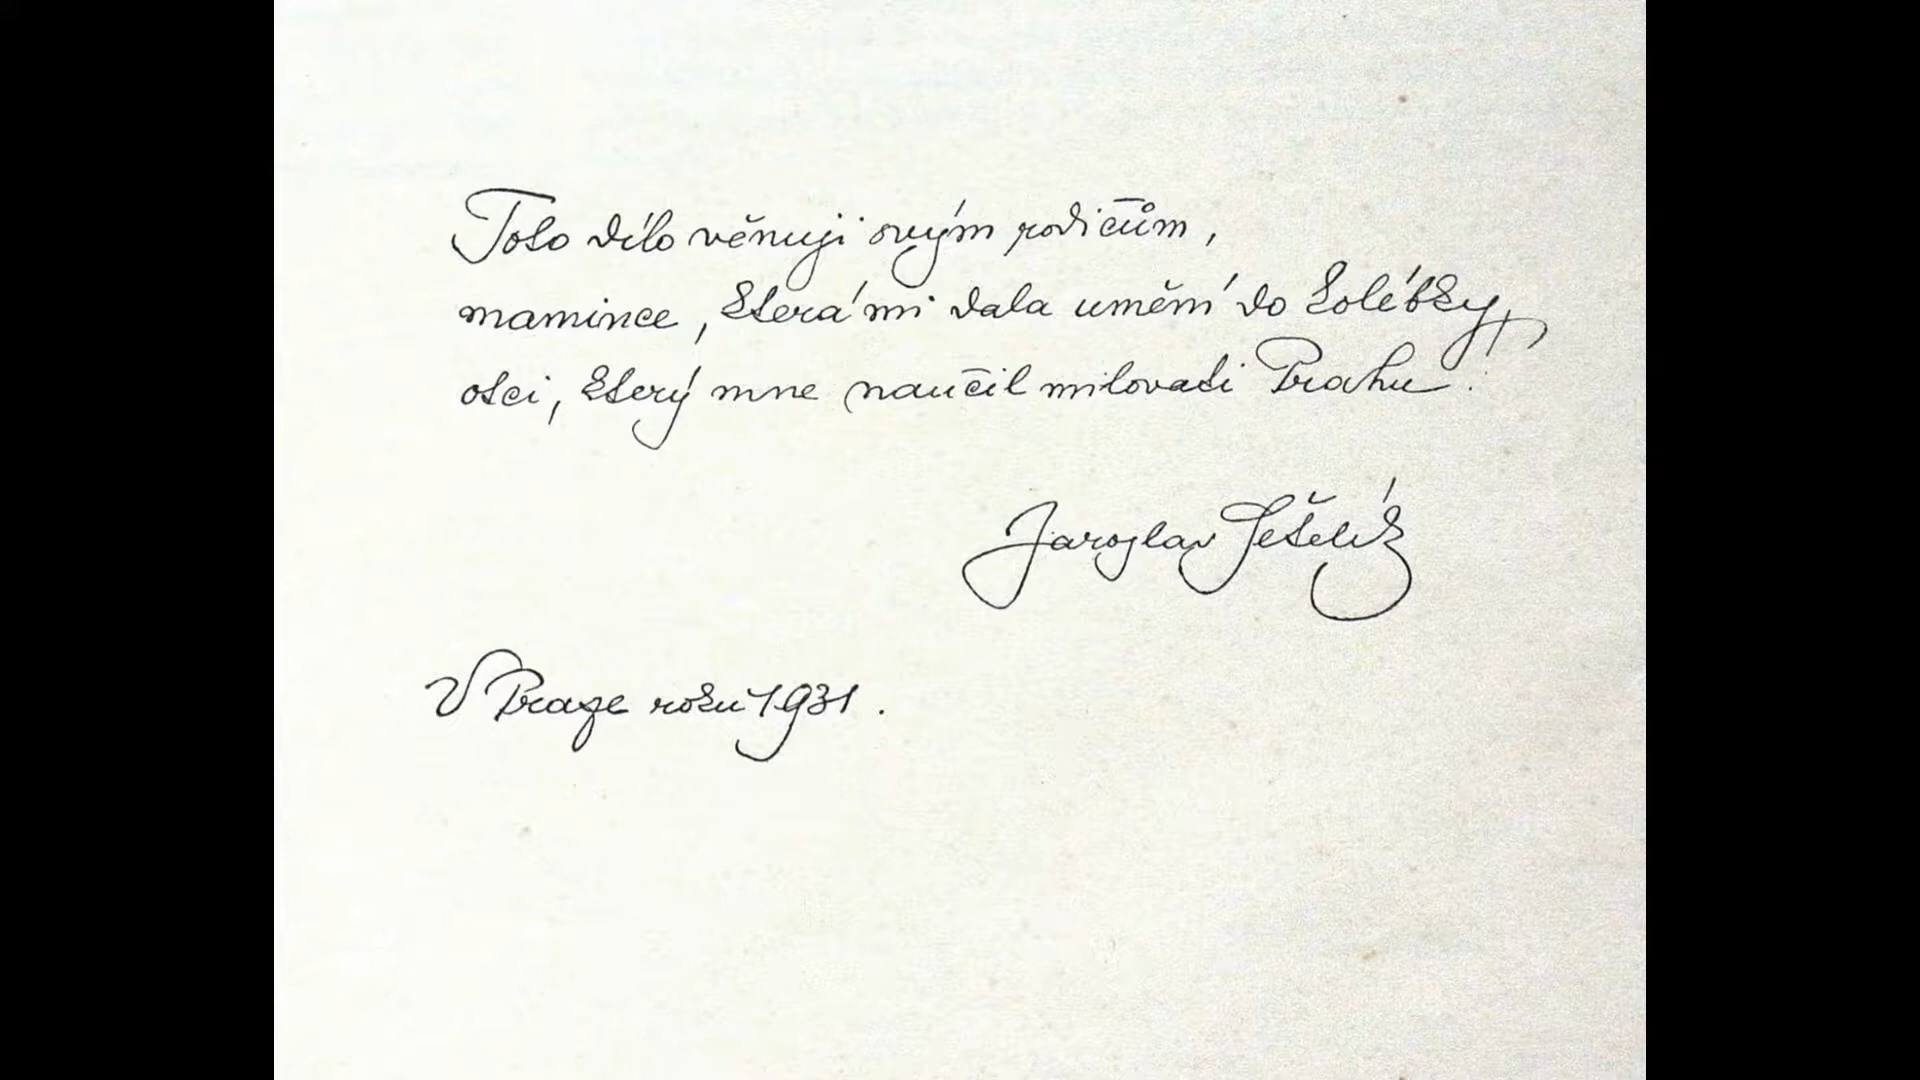 Toto dílo věnuji svým rodičům,
mamince, která mi dala umění do kolébky,
otci, který mne naučil milovati Prahu!
Jaroslav Šetelík
V Praze roku 1931.